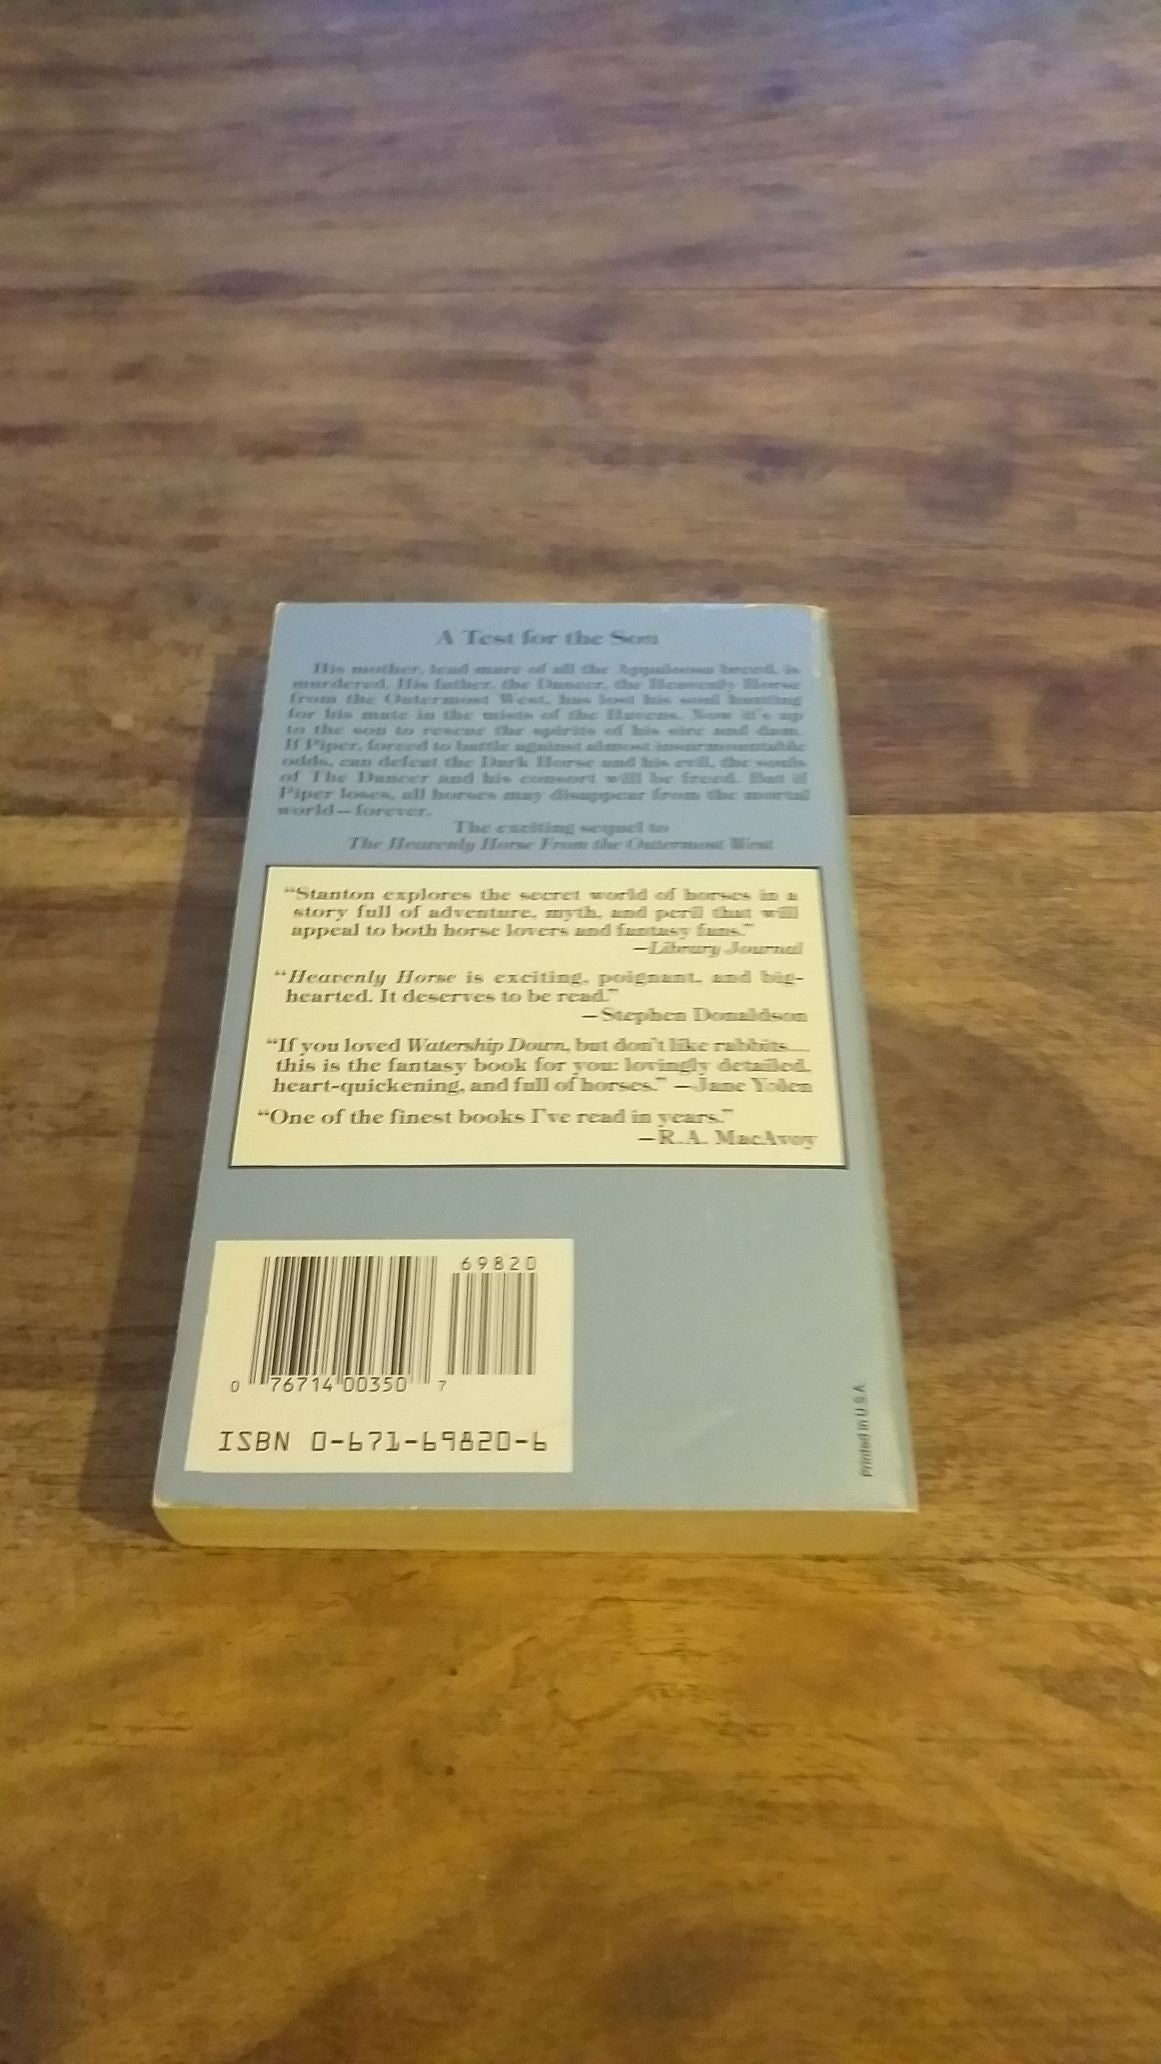 A Test for the Son
His mother, lead mare of all the Appaloosa breed, is
murdered. His father, the Dancer, the Heavenly Horse
from the Outermost West, has lost his soul hunting
for his mate in the mists of the Havens. Now it's up
to the son to rescue the spirits of his sire and dam.
If Piper, forced to battle against almost insurmountable
odds, can defeat the Dark Horse and his evil, the souls
of The Dancer and his consort will be freed. But if
Piper loses, all horses may disappear from the mortal
world—forever.
The exciting sequel to
The Heavenly Horse From the Outermost West
“Stanton explores the secret world of horses in a
story full of adventure, myth, and peril that will
appeal to both horse lovers and fantasy fans.”
—Library Journal
“Heavenly Horse is exciting, poignant, and big-
hearted. It deserves to be read.”
—Stephen Donaldson
“If you loved Watership Down, but don't like rabbits....
this is the fantasy book for you: lovingly detailed,
heart-quickening, and full of horses.” —Jane Yolen
“One of the finest books I've read in years.”
—R.A. MacAvoy
69820
0 76714 00350 7
ISBN 0-671-69820-6
Printed in U.S.A.